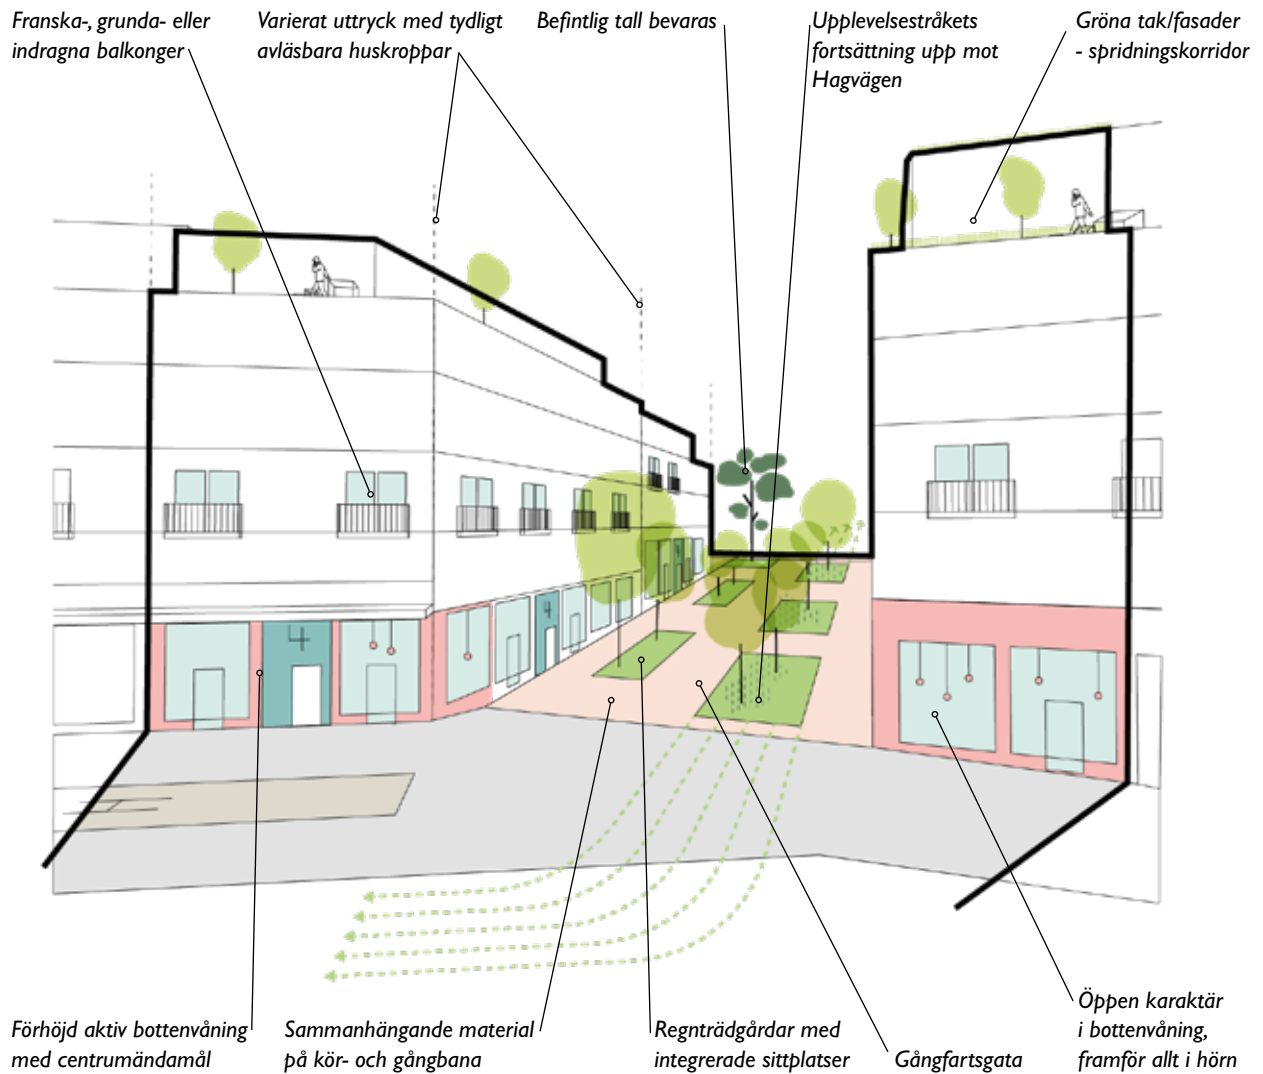 Franska-, grunda- eller
indragna balkonger
Varierat uttryck med tydligt
avläsbara huskroppar
Befintlig tall bevaras
Upplevelsestråkets
fortsättning upp mot
Hagvägen
Gröna tak/fasader
- spridningskorridor
Förhöjd aktiv bottenvåning
med centrumändamål
Sammanhängande material
på kör- och gångbana
Regnträdgårdar med
integrerade sittplatser
Gångfartsgata
Öppen karaktär
i bottenvåning,
framför allt i hörn